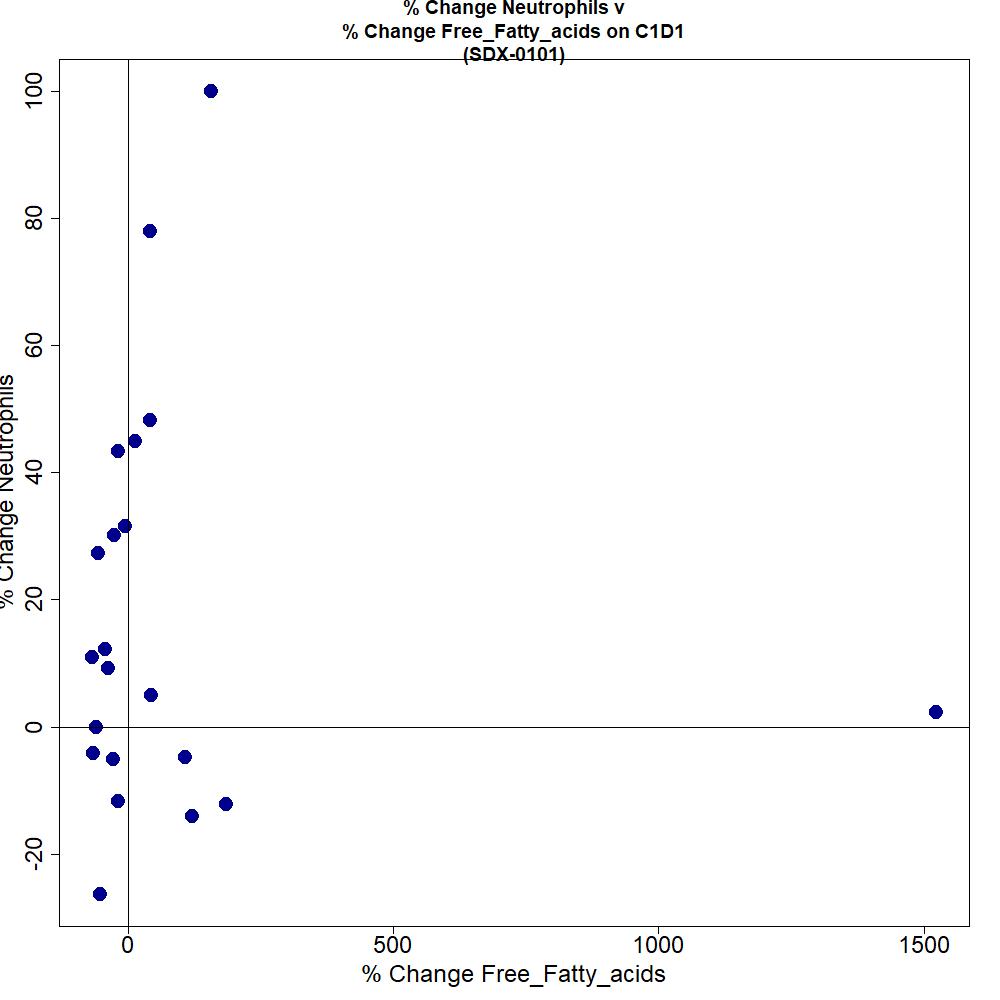 % Change Neutrophils v
% Change Free_Fatty_acids on C1D1
(SDX-0101)
100
80
60
40
20
0
-20
% Change Neutrophils
0 500 1000 1500
% Change Free_Fatty_acids